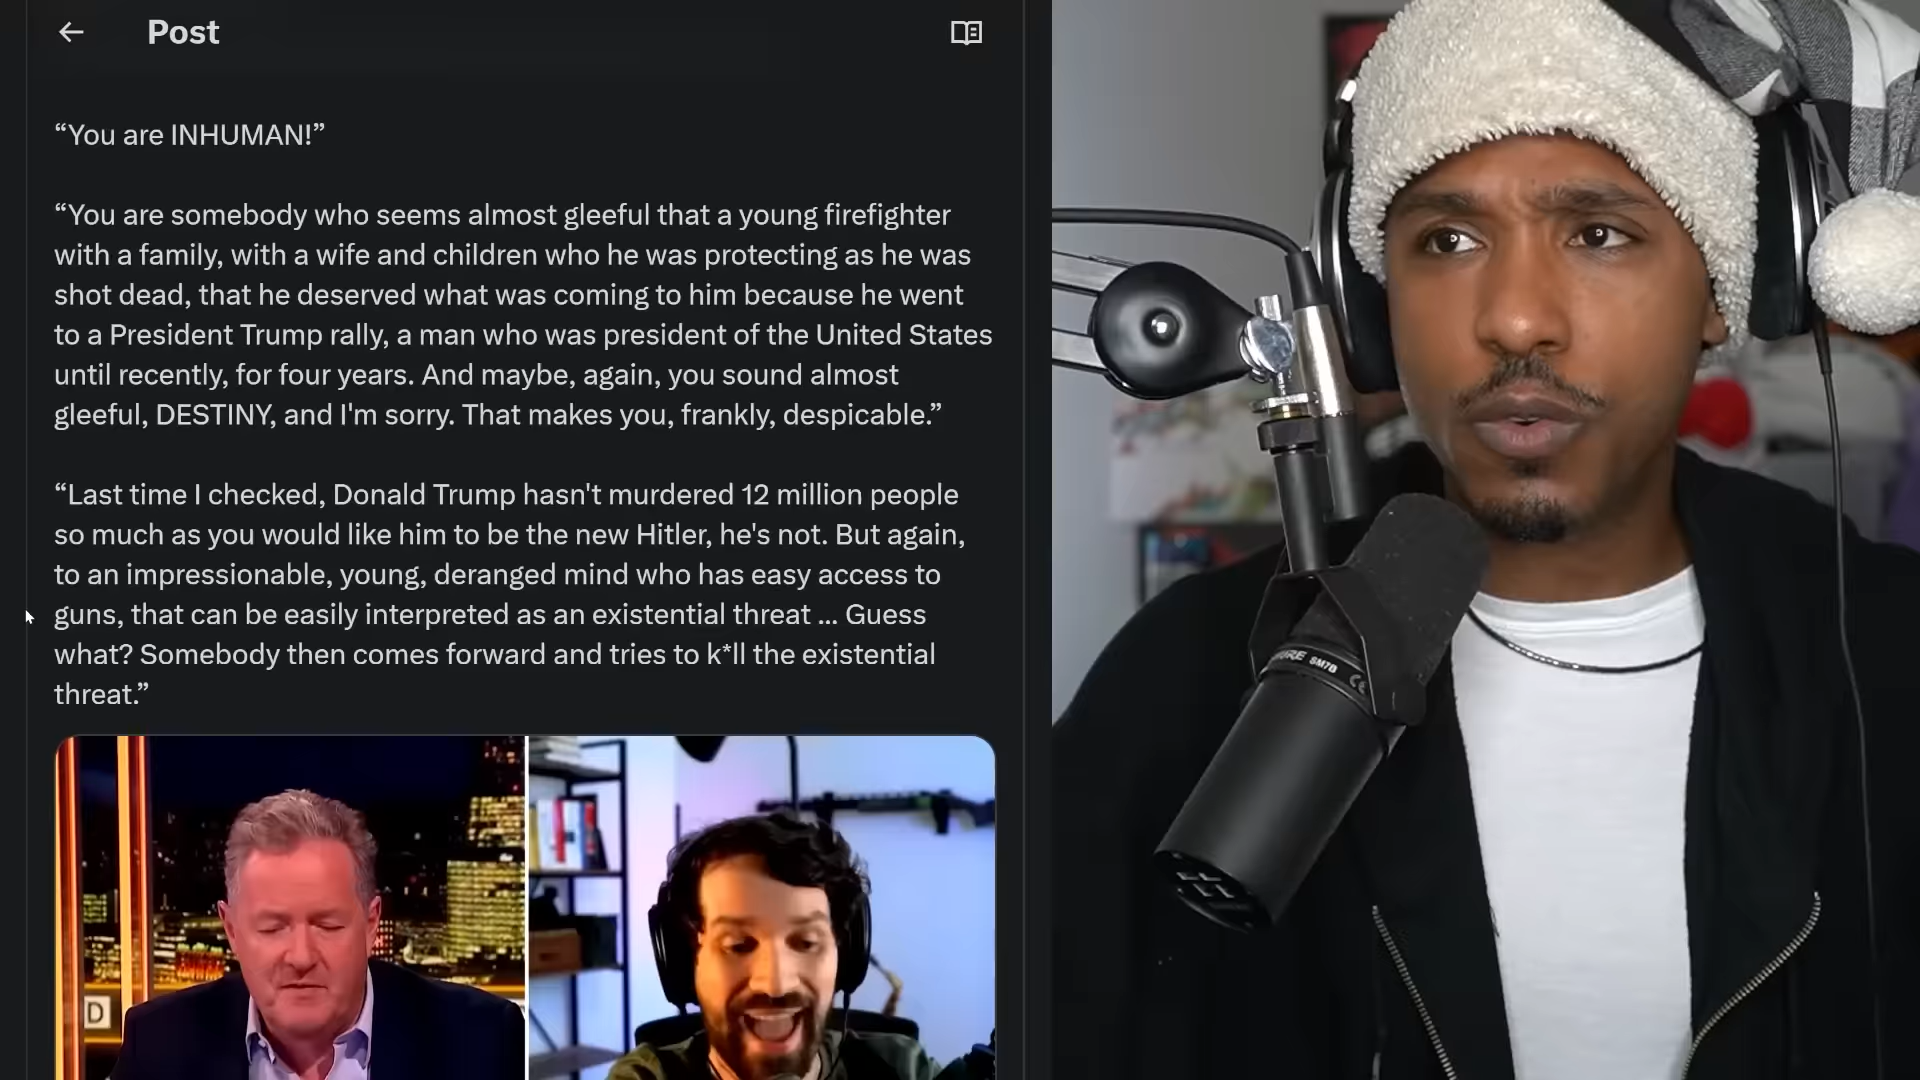 Post
“You are INHUMAN!”
“You are somebody who seems almost gleeful that a young firefighter
with a family, with a wife and children who he was protecting as he was
shot dead, that he deserved what was coming to him because he went
to a President Trump rally, a man who was president of the United States
until recently, for four years. And maybe, again, you sound almost
gleeful, DESTINY, and I'm sorry. That makes you, frankly, despicable.”
“Last time I checked, Donald Trump hasn't murdered 12 million people
so much as you would like him to be the new Hitler, he's not. But again,
to an impressionable, young, deranged mind who has easy access to
guns, that can be easily interpreted as an existential threat ... Guess
what? Somebody then comes forward and tries to k*ll the existential
threat.”
D
SHURE SM7B
CE